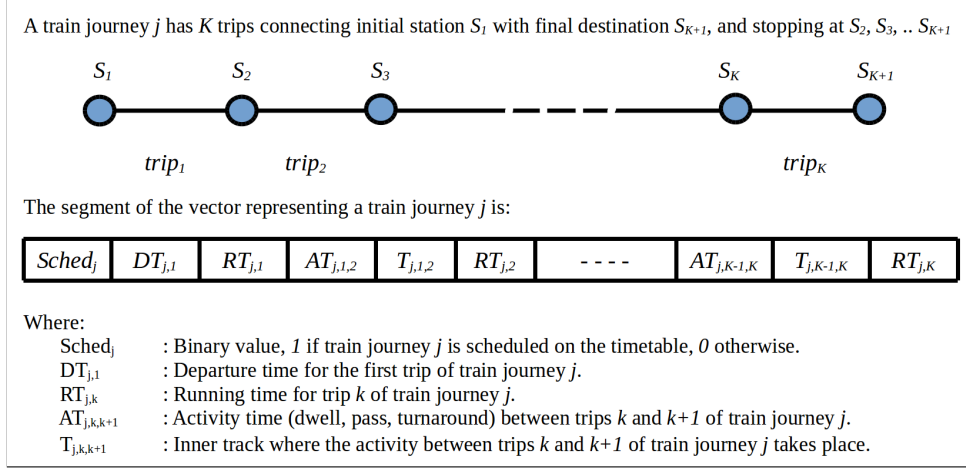 A train journey j has K trips connecting initial station S1 with final destination SK+1, and stopping at S2, S3, .. SK+1
S1 S2 S3 SK SK+1
trip1 trip2 tripK
The segment of the vector representing a train journey j is:
Schedj DTj,1 RTj,1 ATj,1,2 Tj,1,2 RTj,2 - - - - ATj,K-1,K Tj,K-1,K RTj,K
Where:
Schedj : Binary value, 1 if train journey j is scheduled on the timetable, 0 otherwise.
DTj,1 : Departure time for the first trip of train journey j.
RTj,k : Running time for trip k of train journey j.
ATj,k,k+1 : Activity time (dwell, pass, turnaround) between trips k and k+1 of train journey j.
Tj,k,k+1 : Inner track where the activity between trips k and k+1 of train journey j takes place.